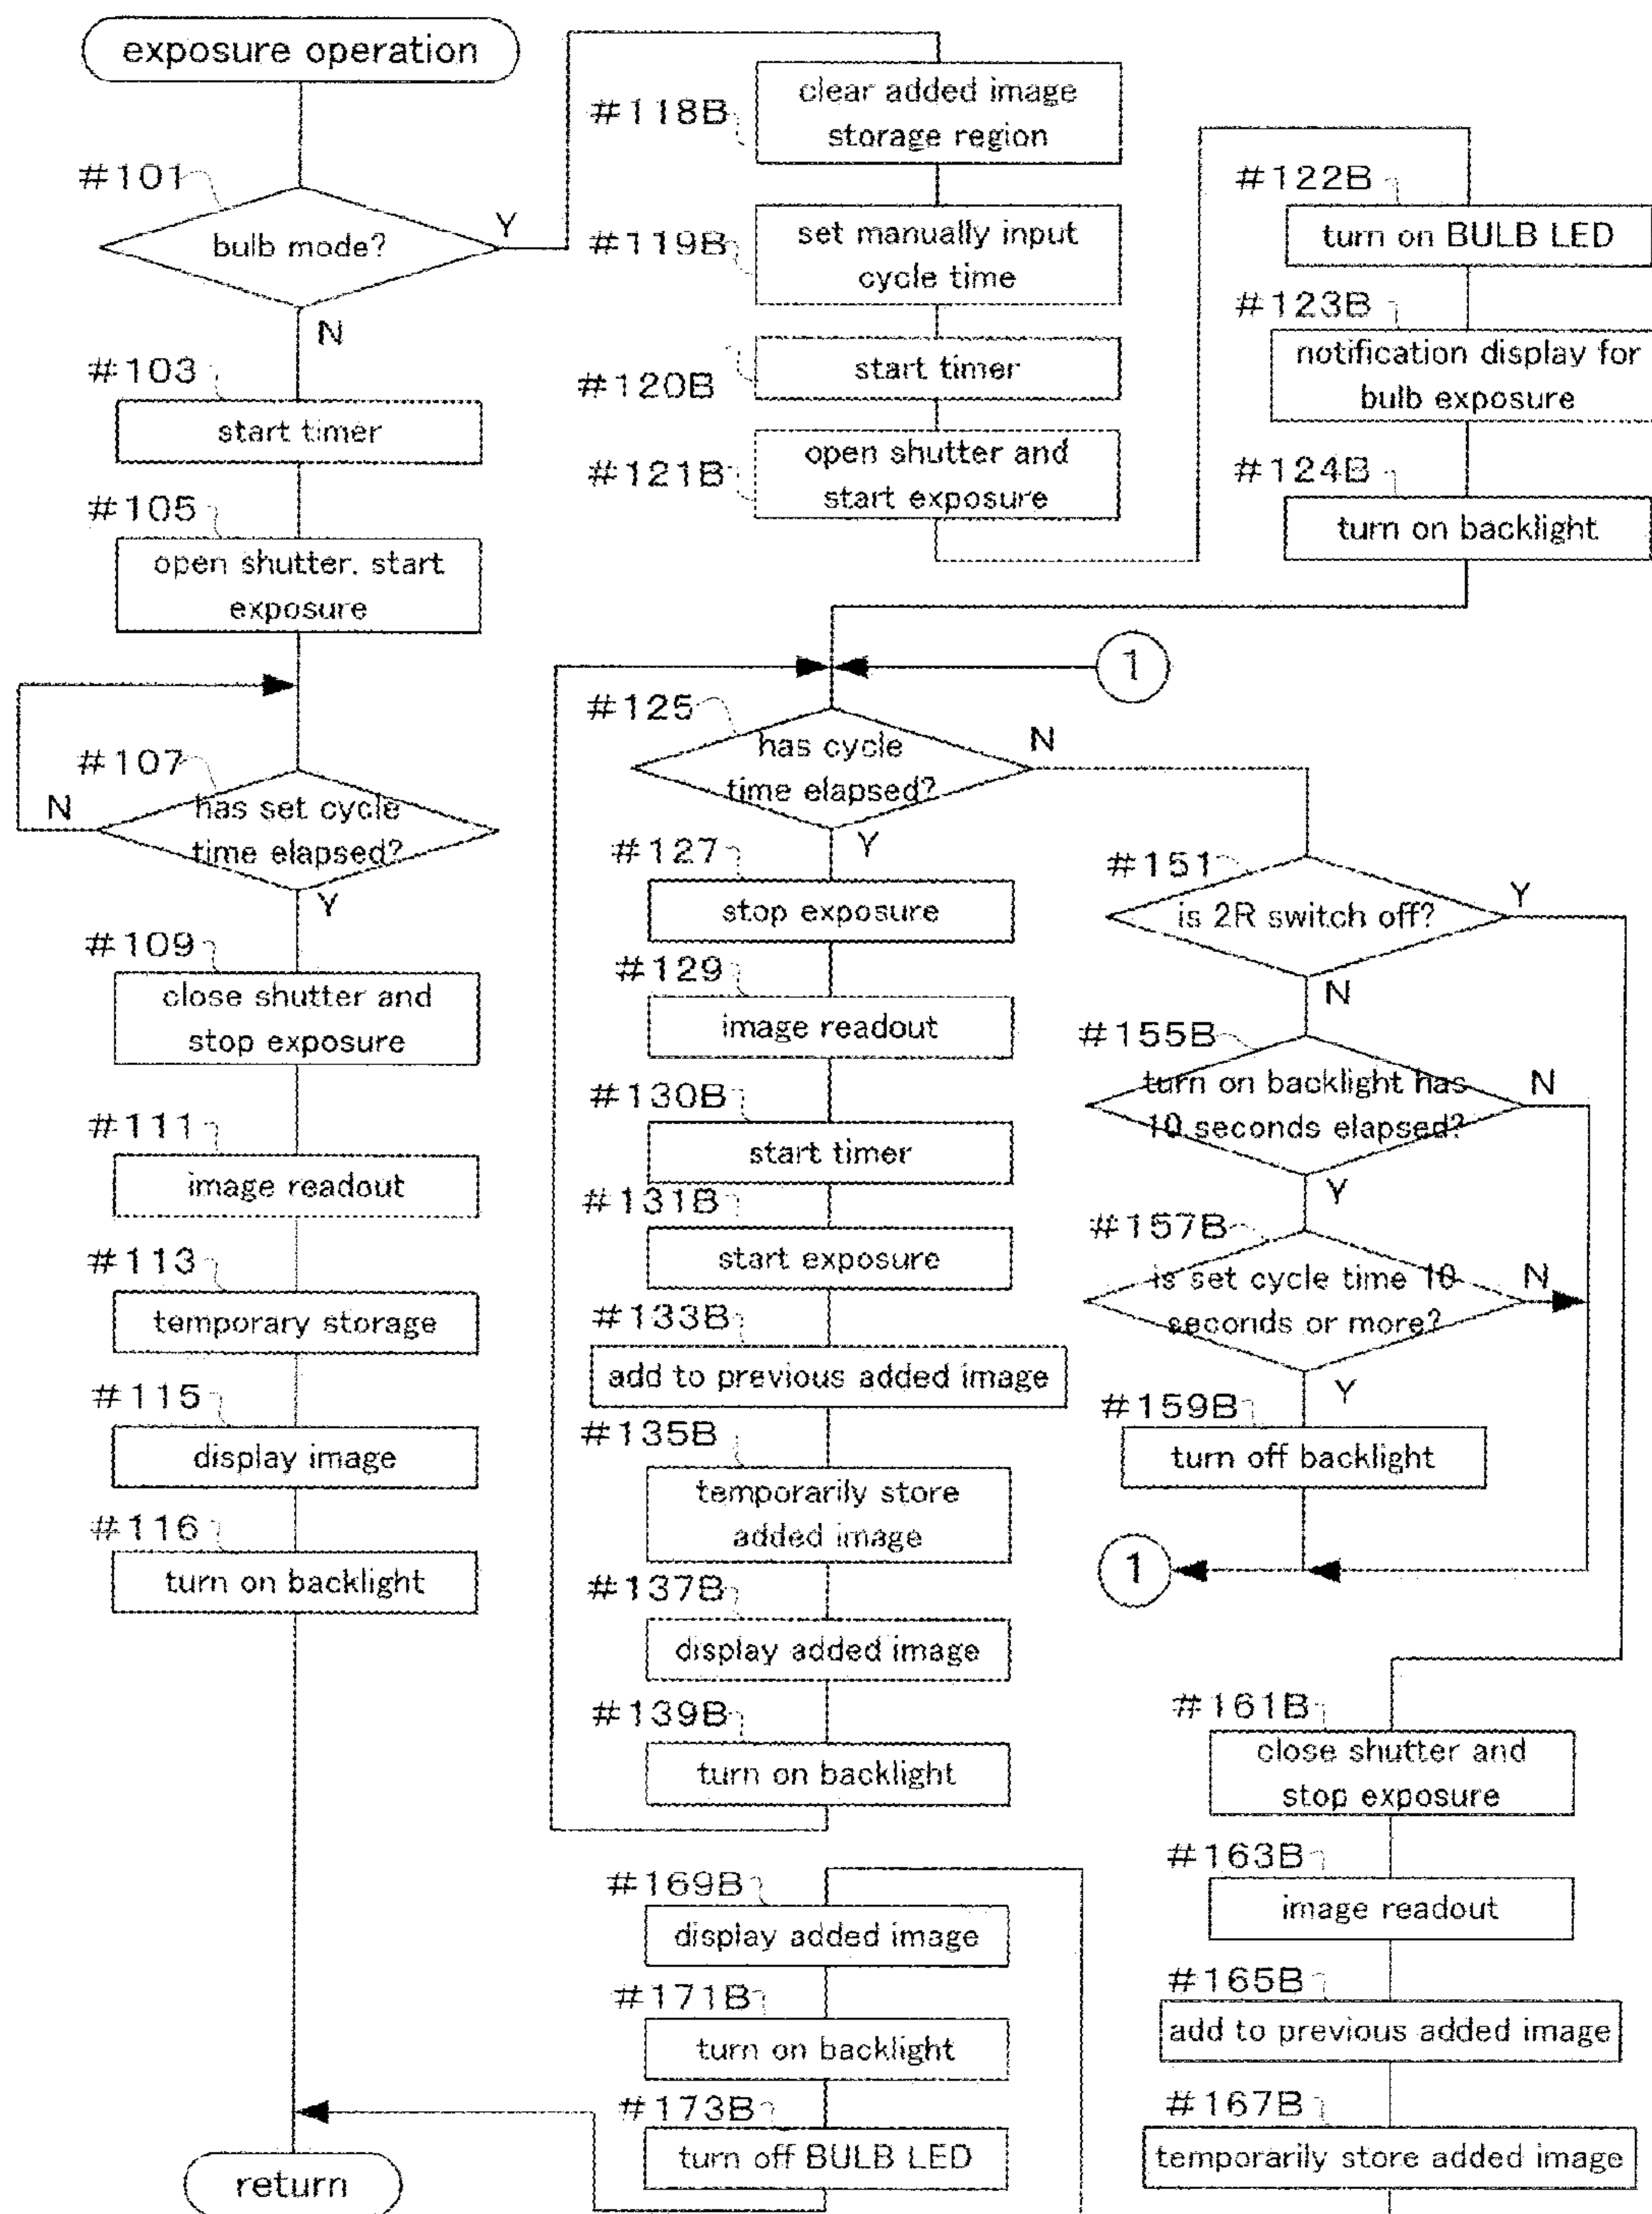 exposure operation
#101
bulb mode?
Y
N
#103
start timer
#105
open shutter. start
exposure
#107
has set cycle
time elapsed?
N
Y
#109
close shutter and
stop exposure
#111
image readout
#113
temporary storage
#115
display image
#116
turn on backlight
return
#118B
clear added image
storage region
#119B
set manually input
cycle time
#120B
start timer
#121B
open shutter and
start exposure
#122B
turn on BULB LED
#123B
notification display for
bulb exposure
#124B
turn on backlight
1
#125
has cycle
time elapsed?
N
Y
#127
stop exposure
#129
image readout
#130B
start timer
#131B
start exposure
#133B
add to previous added image
#135B
temporarily store
added image
#137B
display added image
#139B
turn on backlight
#151
is 2R switch off?
Y
N
#155B
turn on backlight has
10 seconds elapsed?
N
Y
#157B
is set cycle time 10
seconds or more?
N
Y
#159B
turn off backlight
1
#161B
close shutter and
stop exposure
#163B
image readout
#165B
add to previous added image
#167B
temporarily store added image
#169B
display added image
#171B
turn on backlight
#173B
turn off BULB LED